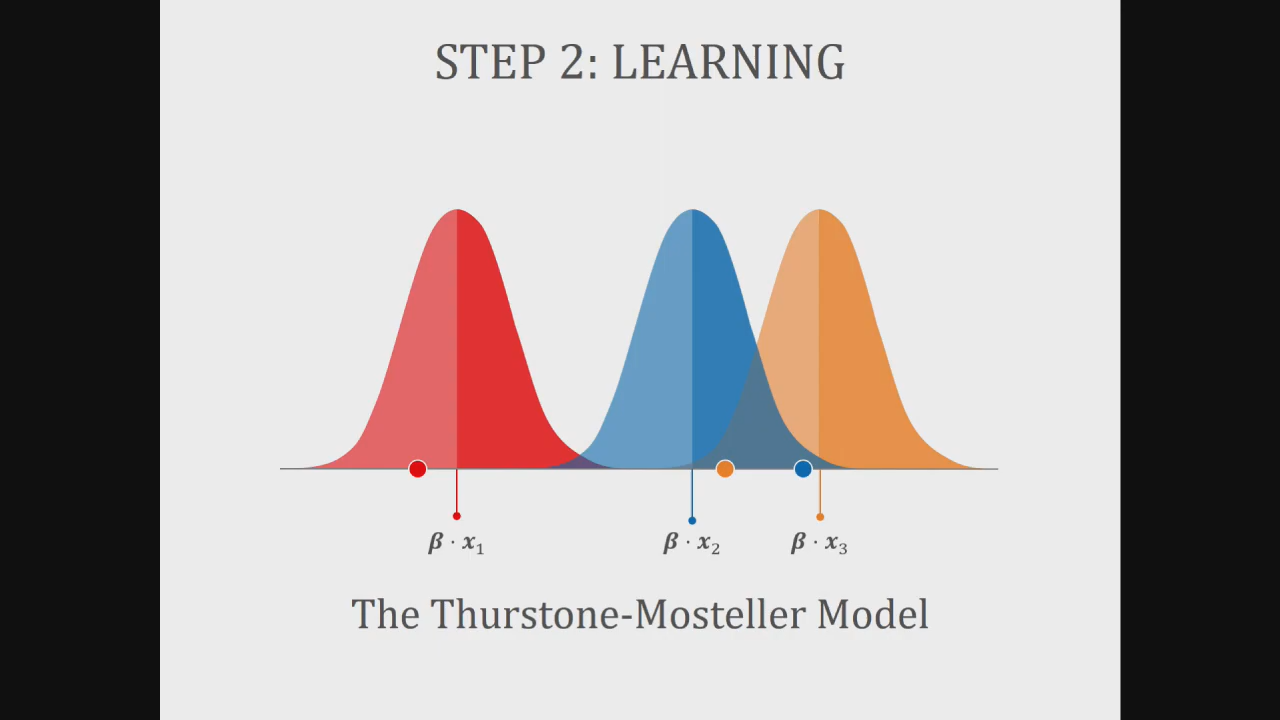 STEP 2: LEARNING
β · x₁ β · x₂ β · x₃
The Thurstone-Mosteller Model